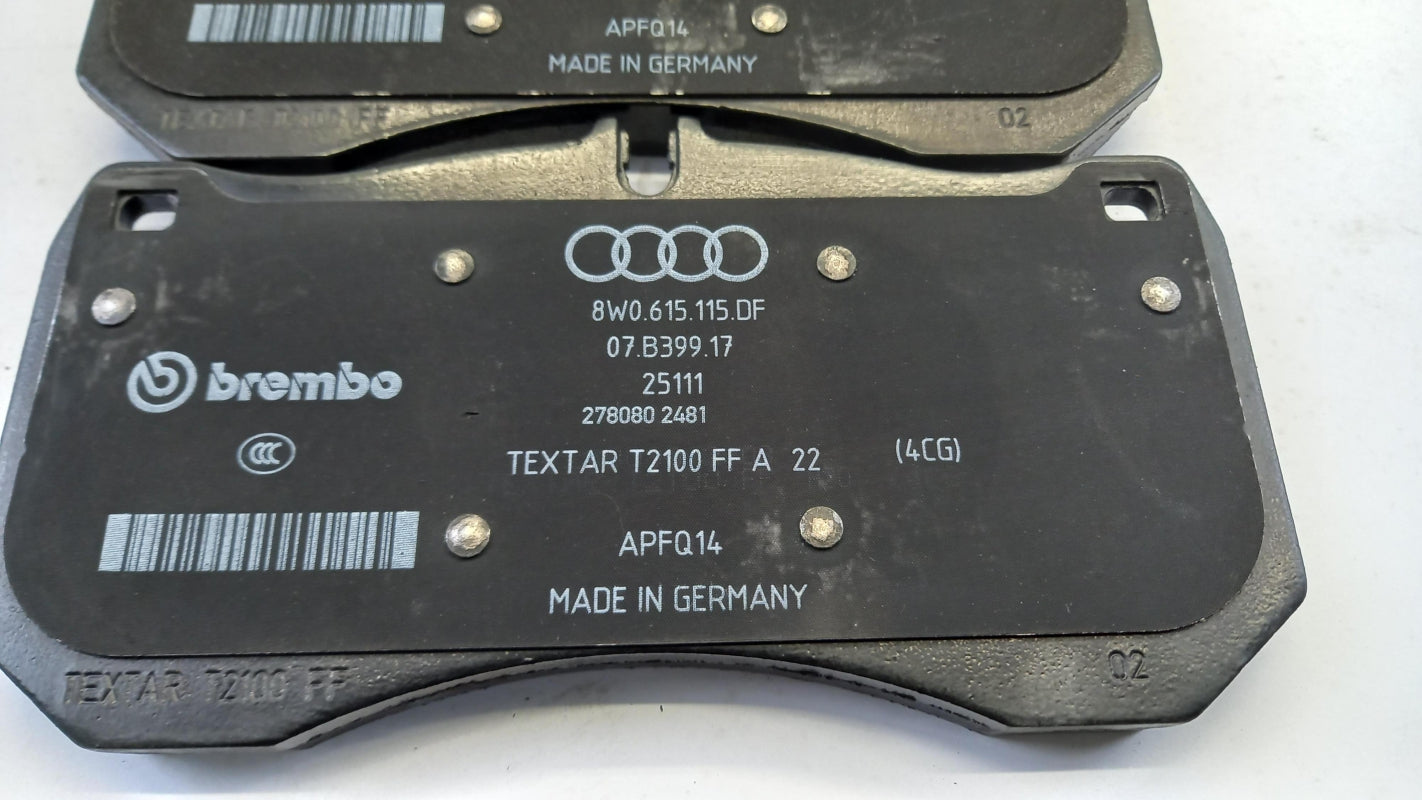 APFQ14
MADE IN GERMANY
TEXTAR T2100 FF
02
8W0.615.115.DF
07.B399.17
25111
brembo
278080 2481
CCC
TEXTAR T2100 FF A 22 (4CG)
APFQ14
MADE IN GERMANY
TEXTAR T2100 FF
02